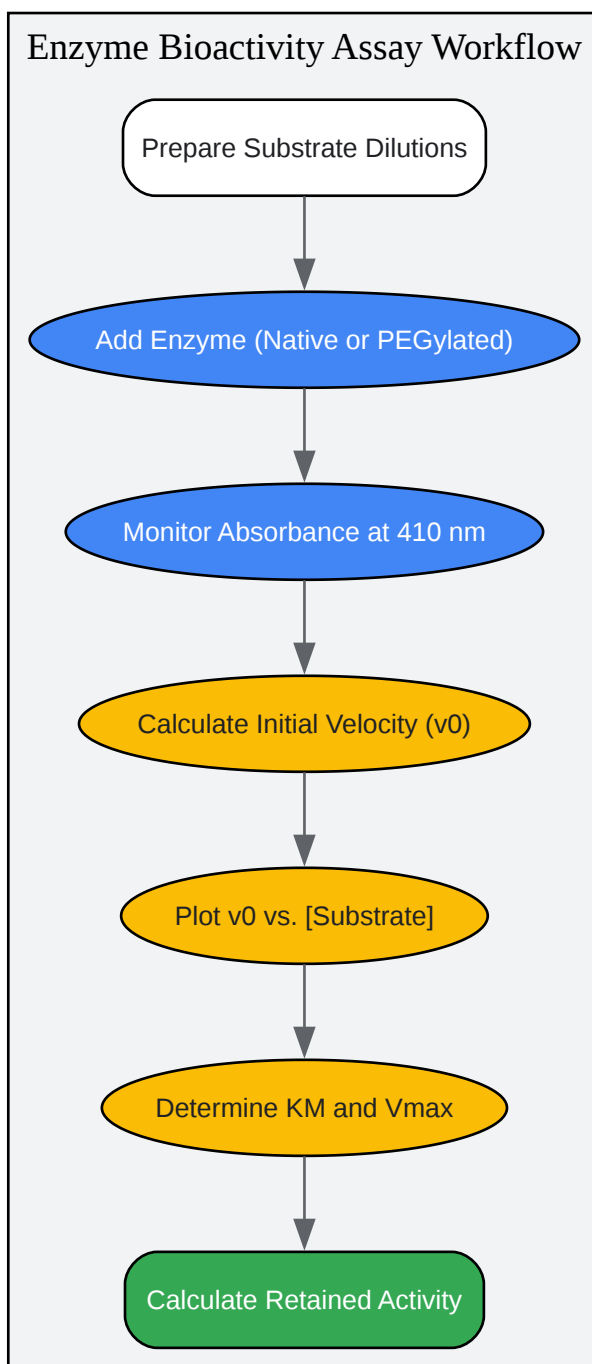 Enzyme Bioactivity Assay Workflow
Prepare Substrate Dilutions
Add Enzyme (Native or PEGylated)
Monitor Absorbance at 410 nm
Calculate Initial Velocity (v0)
Plot v0 vs. [Substrate]
Determine KM and Vmax
Calculate Retained Activity